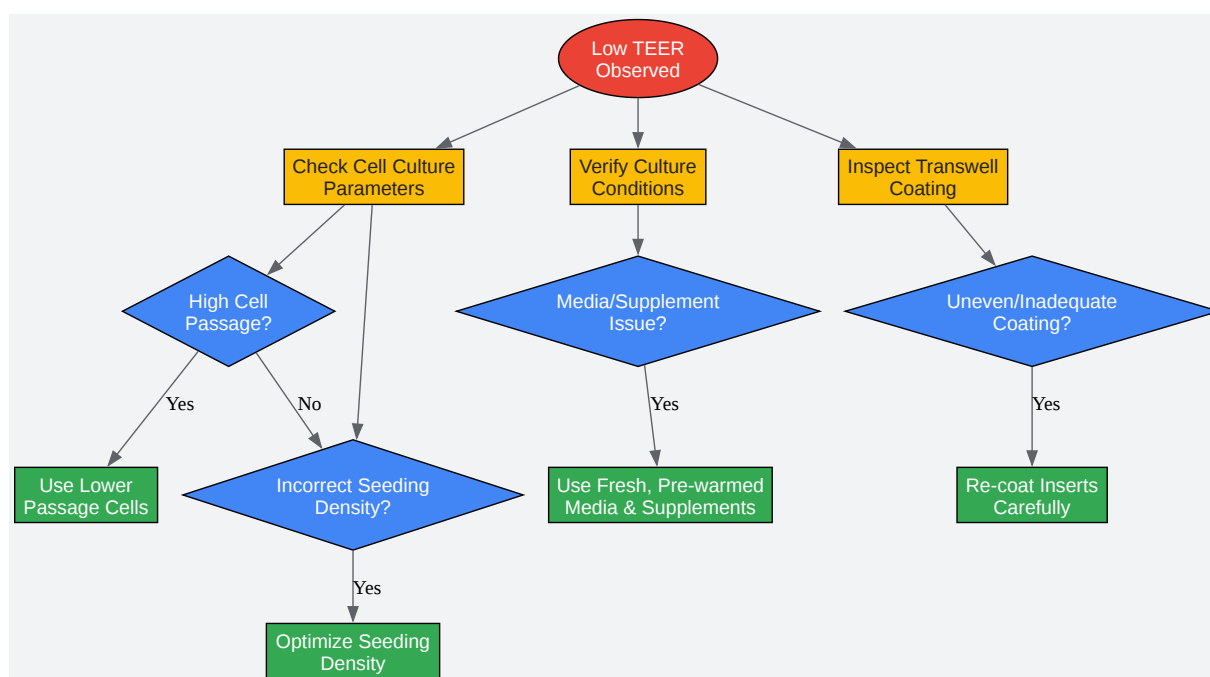 Low TEER
Observed
Check Cell Culture
Parameters
Verify Culture
Conditions
Inspect Transwell
Coating
High Cell
Passage?
Media/Supplement
Issue?
Uneven/Inadequate
Coating?
Yes
No
Yes
Yes
Use Lower
Passage Cells
Incorrect Seeding
Density?
Use Fresh, Pre-warmed
Media & Supplements
Re-coat Inserts
Carefully
Yes
Optimize Seeding
Density